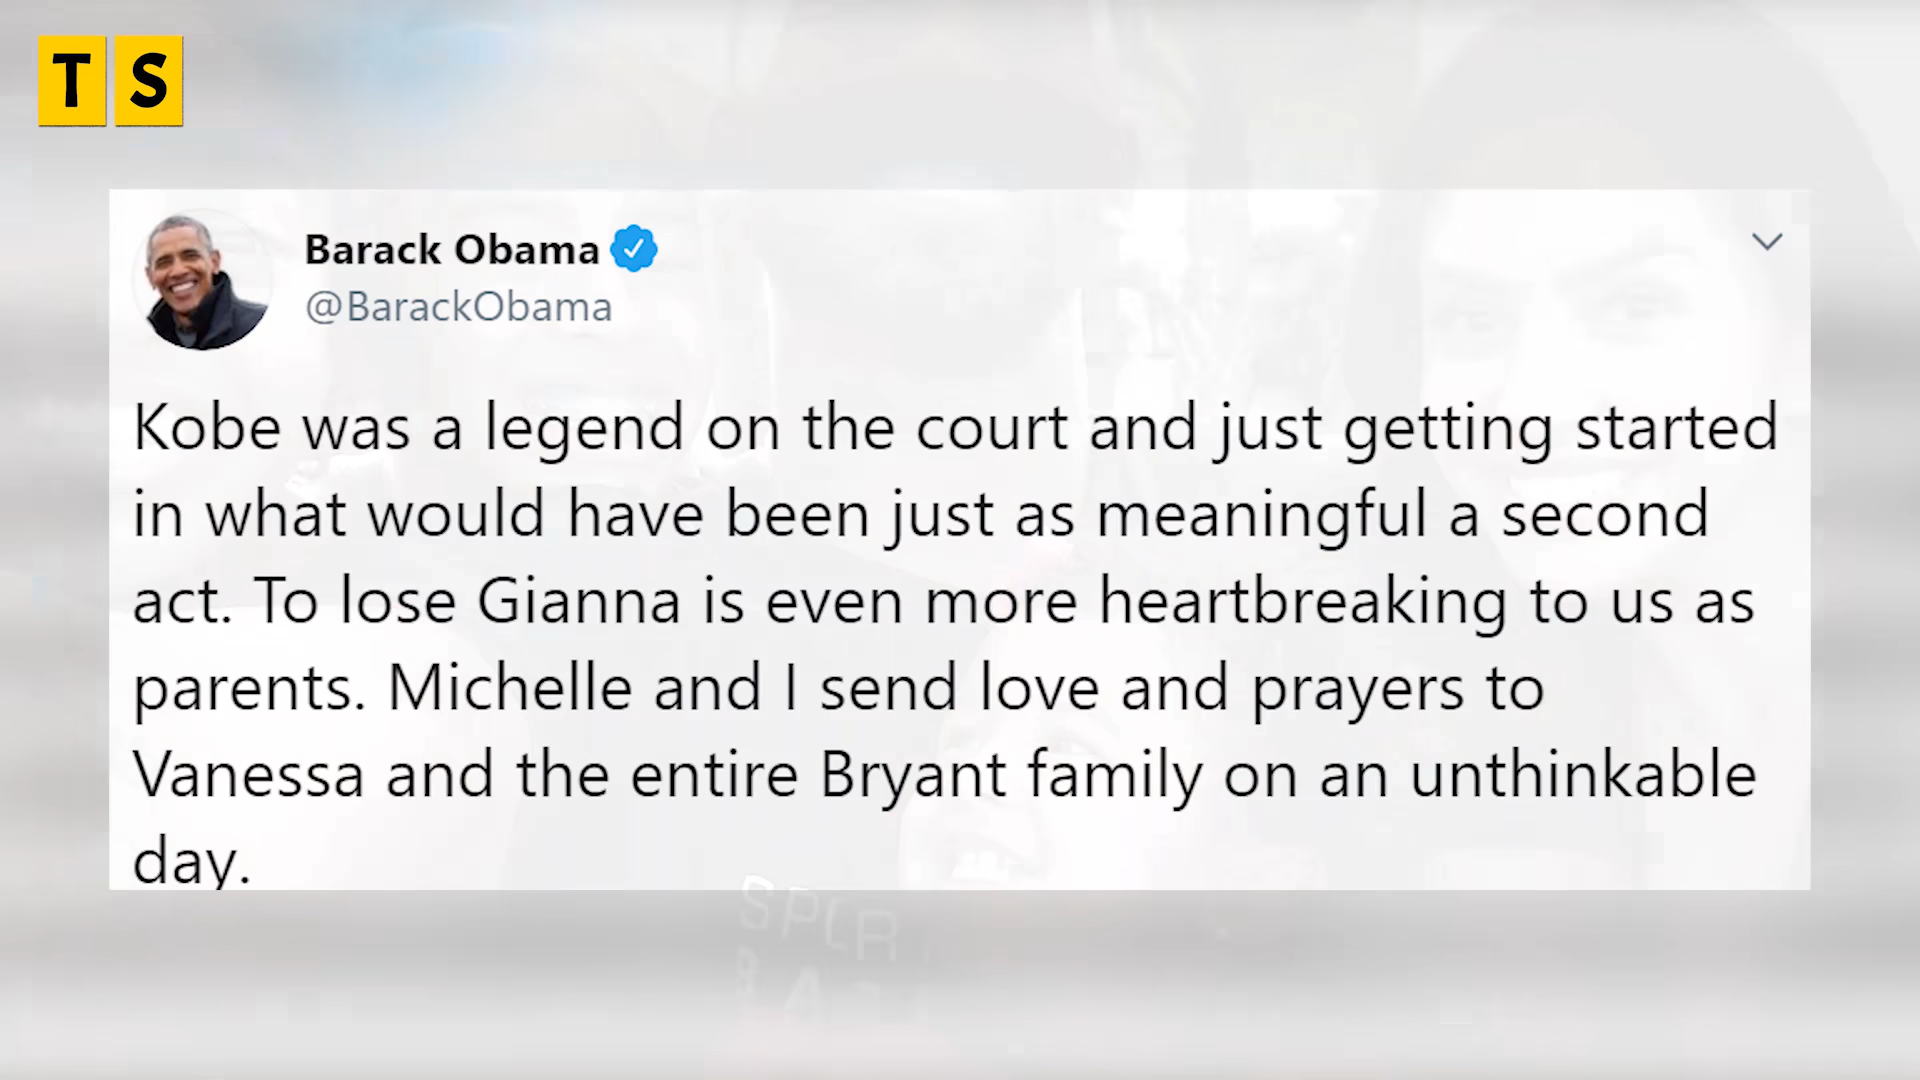 TS
Barack Obama
@BarackObama
Kobe was a legend on the court and just getting started
in what would have been just as meaningful a second
act. To lose Gianna is even more heartbreaking to us as
parents. Michelle and I send love and prayers to
Vanessa and the entire Bryant family on an unthinkable
day.